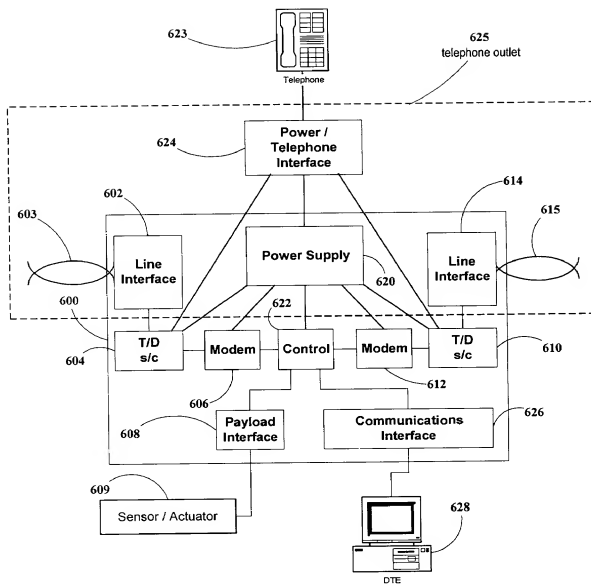 623
Telephone
625
telephone outlet
624
Power /
Telephone
Interface
602
614
603
615
Line
Interface
Power Supply
Line
Interface
620
600
622
T/D
s/c
Modem
Control
Modem
T/D
s/c
604
610
606
612
608
Payload
Interface
Communications
Interface
626
609
Sensor / Actuator
628
DTE